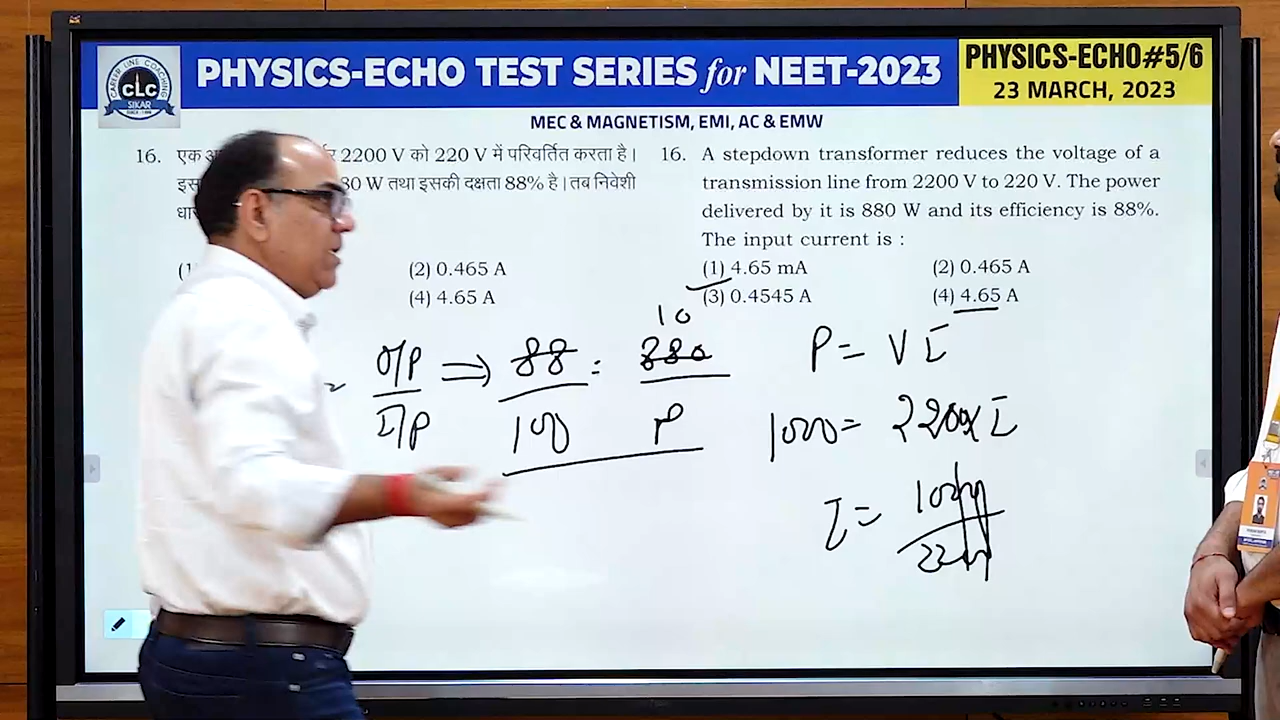 CAREER LINE COACHING
CLC
SIKAR
PHYSICS-ECHO TEST SERIES for NEET-2023
PHYSICS-ECHO#5/6
23 MARCH, 2023
MEC & MAGNETISM, EMI, AC & EMW
16. एक 2200 V को 220 V में परिवर्तित करता है।
80 W तथा इसकी दक्षता 88% है। तब निवेशी
(2) 0.465 A
(4) 4.65 A
16. A stepdown transformer reduces the voltage of a
transmission line from 2200 V to 220 V. The power
delivered by it is 880 W and its efficiency is 88%.
The input current is :
(1) 4.65 mA (2) 0.465 A
(3) 0.4545 A (4) 4.65 A
10
= O/P ⇒ 88 = 880
I/P 100 P
P = VI
1000 = 2200 x I
I = 1000
2200